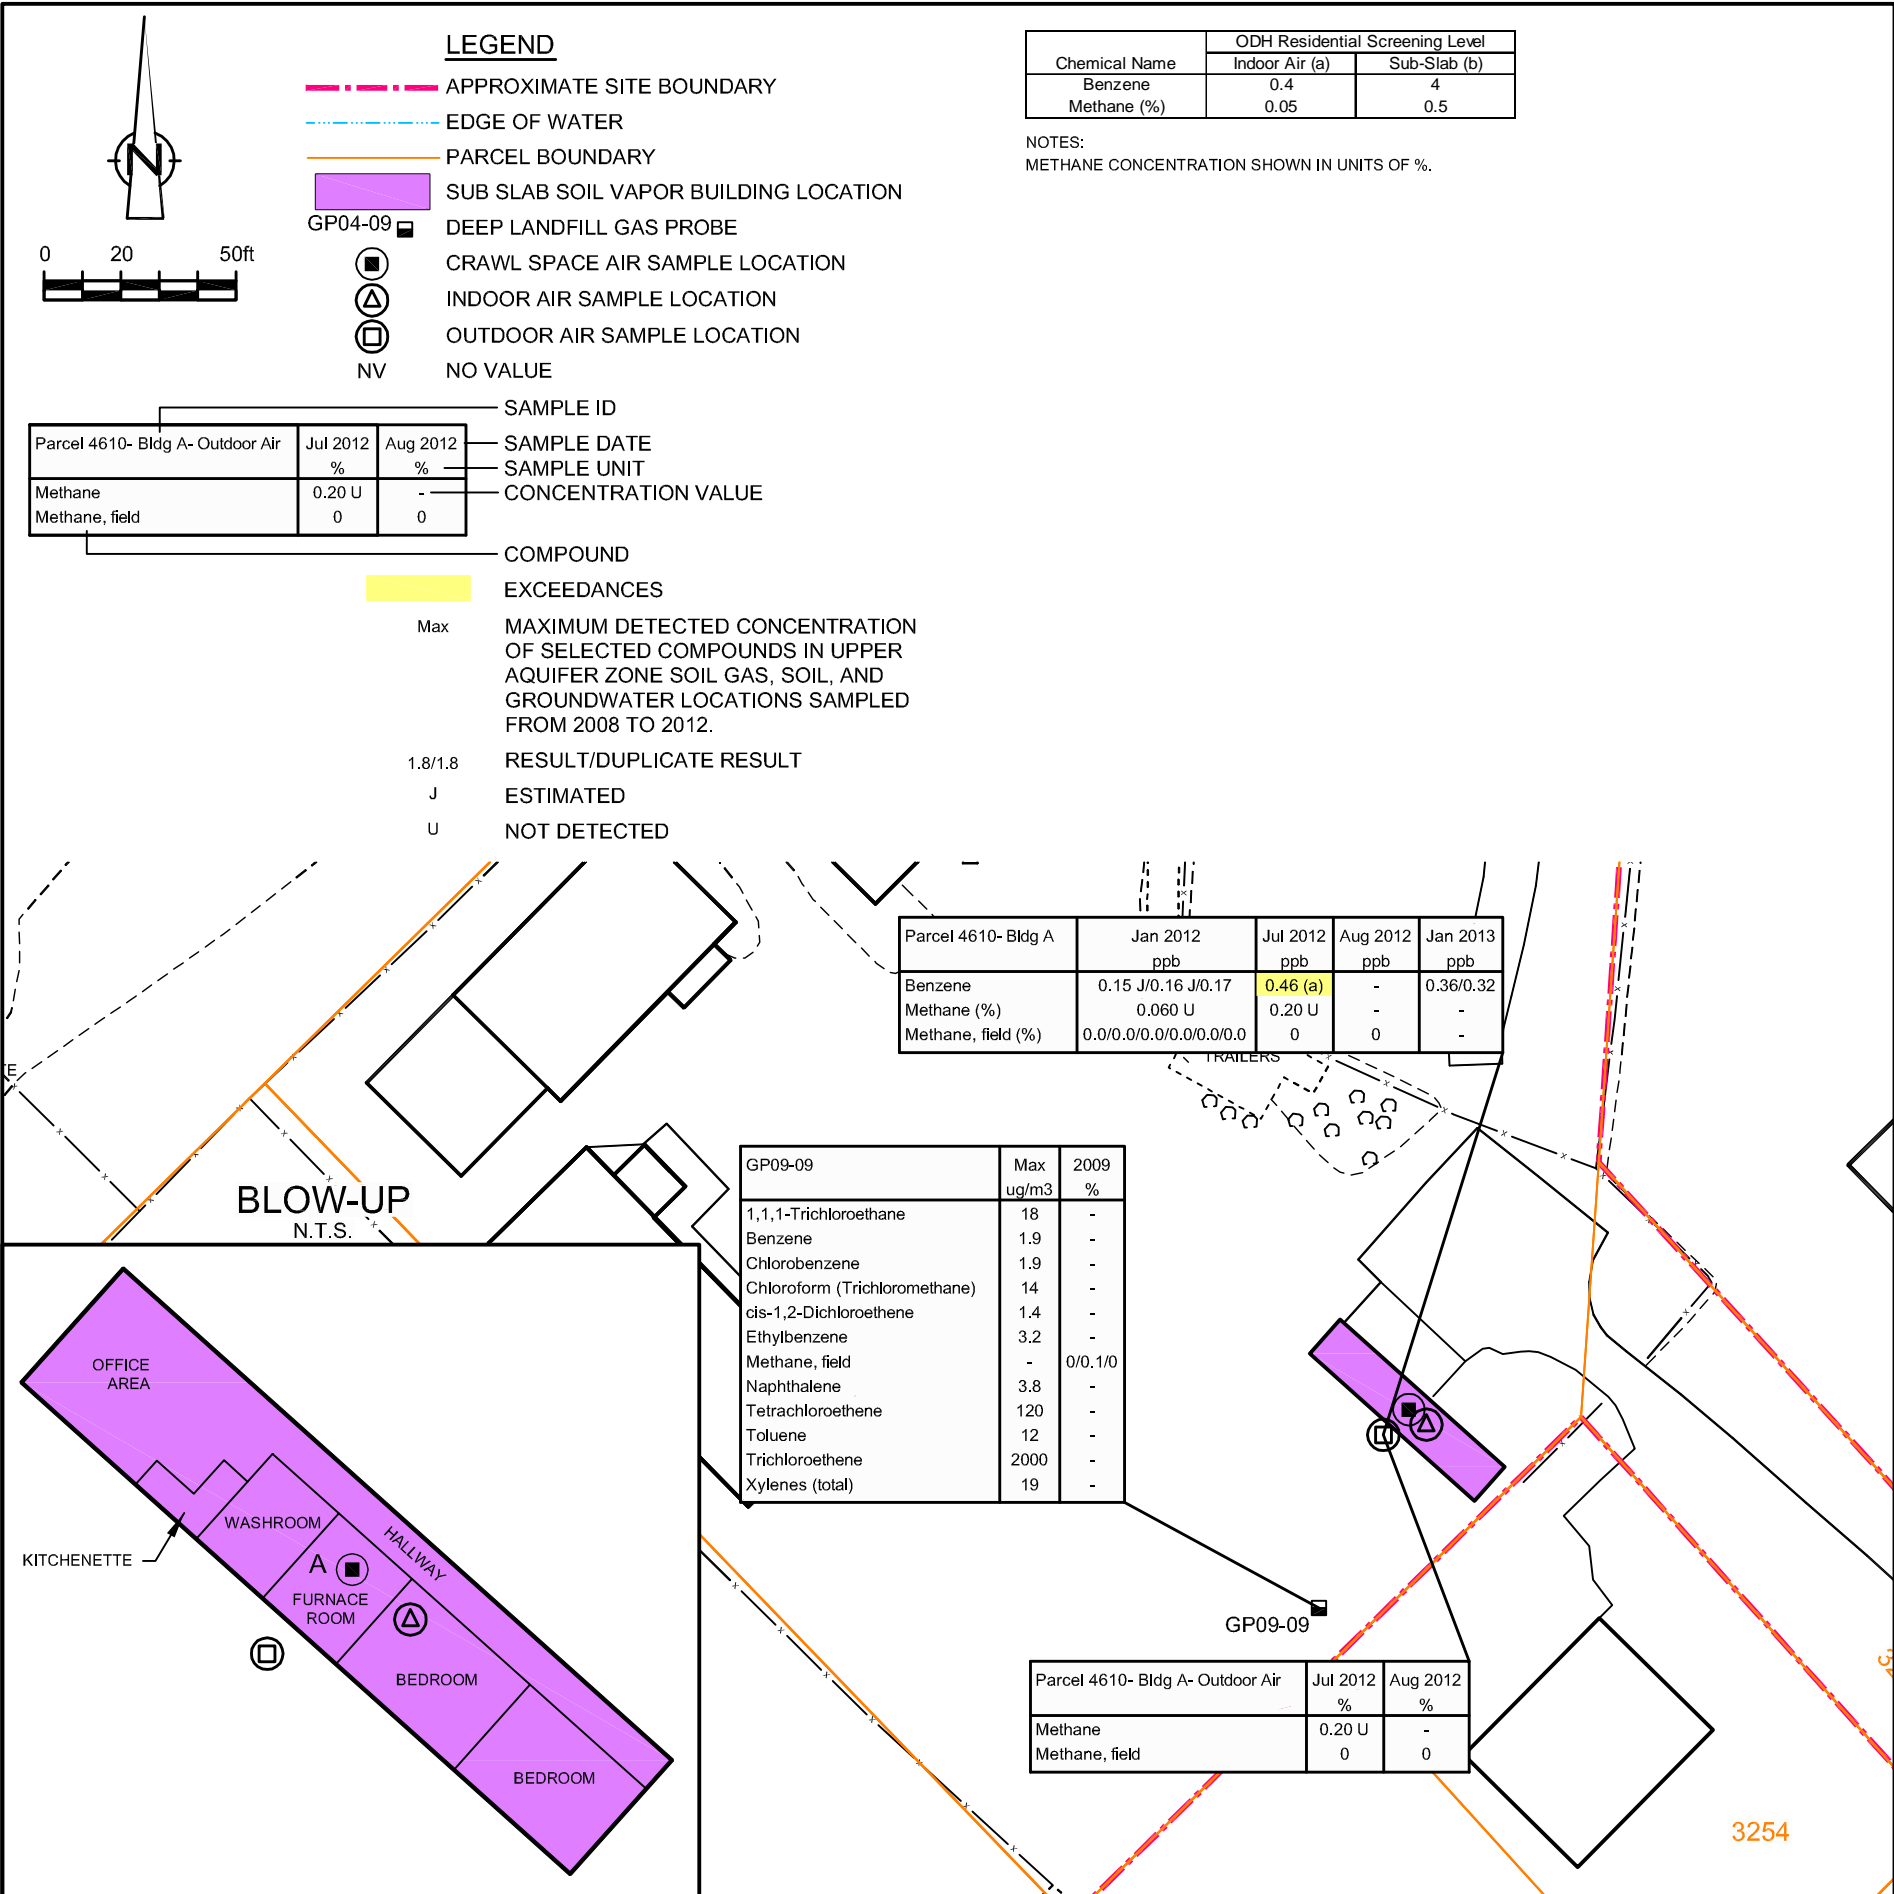 N
0 20 50ft
LEGEND
APPROXIMATE SITE BOUNDARY
EDGE OF WATER
PARCEL BOUNDARY
SUB SLAB SOIL VAPOR BUILDING LOCATION
GP04-09 DEEP LANDFILL GAS PROBE
CRAWL SPACE AIR SAMPLE LOCATION
INDOOR AIR SAMPLE LOCATION
OUTDOOR AIR SAMPLE LOCATION
NV NO VALUE
SAMPLE ID
Parcel 4610- Bldg A- Outdoor Air Jul 2012 Aug 2012 SAMPLE DATE
% % SAMPLE UNIT
Methane 0.20 U - CONCENTRATION VALUE
Methane, field 0 0
COMPOUND
EXCEEDANCES
Max MAXIMUM DETECTED CONCENTRATION
OF SELECTED COMPOUNDS IN UPPER
AQUIFER ZONE SOIL GAS, SOIL, AND
GROUNDWATER LOCATIONS SAMPLED
FROM 2008 TO 2012.
1.8/1.8 RESULT/DUPLICATE RESULT
J ESTIMATED
U NOT DETECTED
ODH Residential Screening Level
Chemical Name Indoor Air (a) Sub-Slab (b)
Benzene 0.4 4
Methane (%) 0.05 0.5
NOTES:
METHANE CONCENTRATION SHOWN IN UNITS OF %.
Parcel 4610- Bldg A Jan 2012 Jul 2012 Aug 2012 Jan 2013
ppb ppb ppb ppb
Benzene 0.15 J/0.16 J/0.17 0.46 (a) - 0.36/0.32
Methane (%) 0.060 U 0.20 U - -
Methane, field (%) 0.0/0.0/0.0/0.0/0.0/0.0 0 0 -
TRAILERS
GP09-09 Max 2009
ug/m3 %
1,1,1-Trichloroethane 18 -
Benzene 1.9 -
Chlorobenzene 1.9 -
Chloroform (Trichloromethane) 14 -
cis-1,2-Dichloroethene 1.4 -
Ethylbenzene 3.2 -
Methane, field - 0/0.1/0
Naphthalene 3.8 -
Tetrachloroethene 120 -
Toluene 12 -
Trichloroethene 2000 -
Xylenes (total) 19 -
BLOW-UP
N.T.S.
OFFICE
AREA
WASHROOM
HALLWAY
KITCHENETTE
A
FURNACE
ROOM
BEDROOM
BEDROOM
GP09-09
Parcel 4610- Bldg A- Outdoor Air Jul 2012 Aug 2012
% %
Methane 0.20 U -
Methane, field 0 0
3254